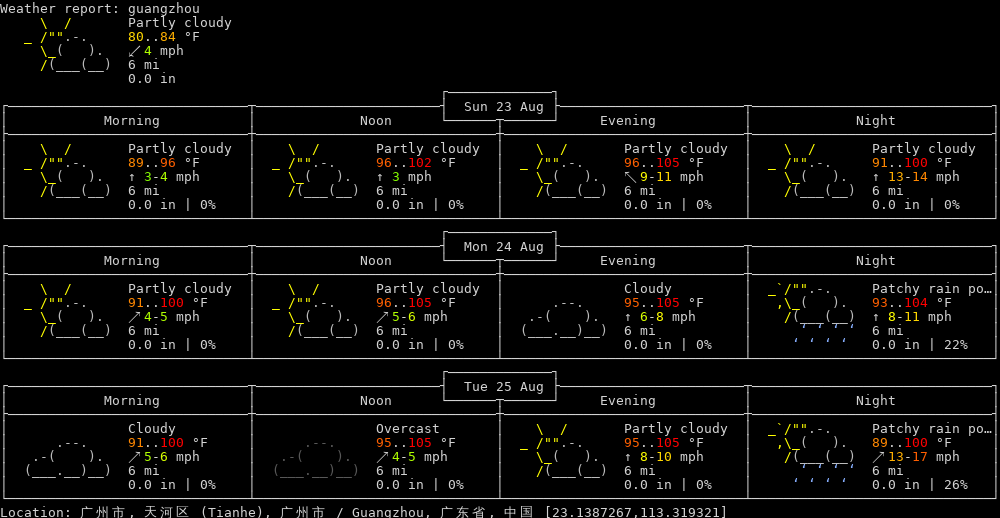 Weather report: guangzhou
Partly cloudy
80..84 °F
↙ 4 mph
6 mi
0.0 in
Sun 23 Aug
Morning Noon Evening Night
Partly cloudy Partly cloudy Partly cloudy Partly cloudy
89..96 °F 96..102 °F 96..105 °F 91..100 °F
↑ 3-4 mph ↑ 3 mph ↖ 9-11 mph ↑ 13-14 mph
6 mi 6 mi 6 mi 6 mi
0.0 in | 0% 0.0 in | 0% 0.0 in | 0% 0.0 in | 0%
Mon 24 Aug
Morning Noon Evening Night
Partly cloudy Partly cloudy Cloudy Patchy rain po…
91..100 °F 96..105 °F 95..105 °F 93..104 °F
↗ 4-5 mph ↗ 5-6 mph ↑ 6-8 mph ↑ 8-11 mph
6 mi 6 mi 6 mi 6 mi
0.0 in | 0% 0.0 in | 0% 0.0 in | 0% 0.0 in | 22%
Tue 25 Aug
Morning Noon Evening Night
Cloudy Overcast Partly cloudy Patchy rain po…
91..100 °F 95..105 °F 95..105 °F 89..100 °F
↗ 5-6 mph ↗ 4-5 mph ↑ 8-10 mph ↗ 13-17 mph
6 mi 6 mi 6 mi 6 mi
0.0 in | 0% 0.0 in | 0% 0.0 in | 0% 0.0 in | 26%
Location: 广州市, 天河区 (Tianhe), 广州市 / Guangzhou, 广东省, 中国 [23.1387267,113.319321]